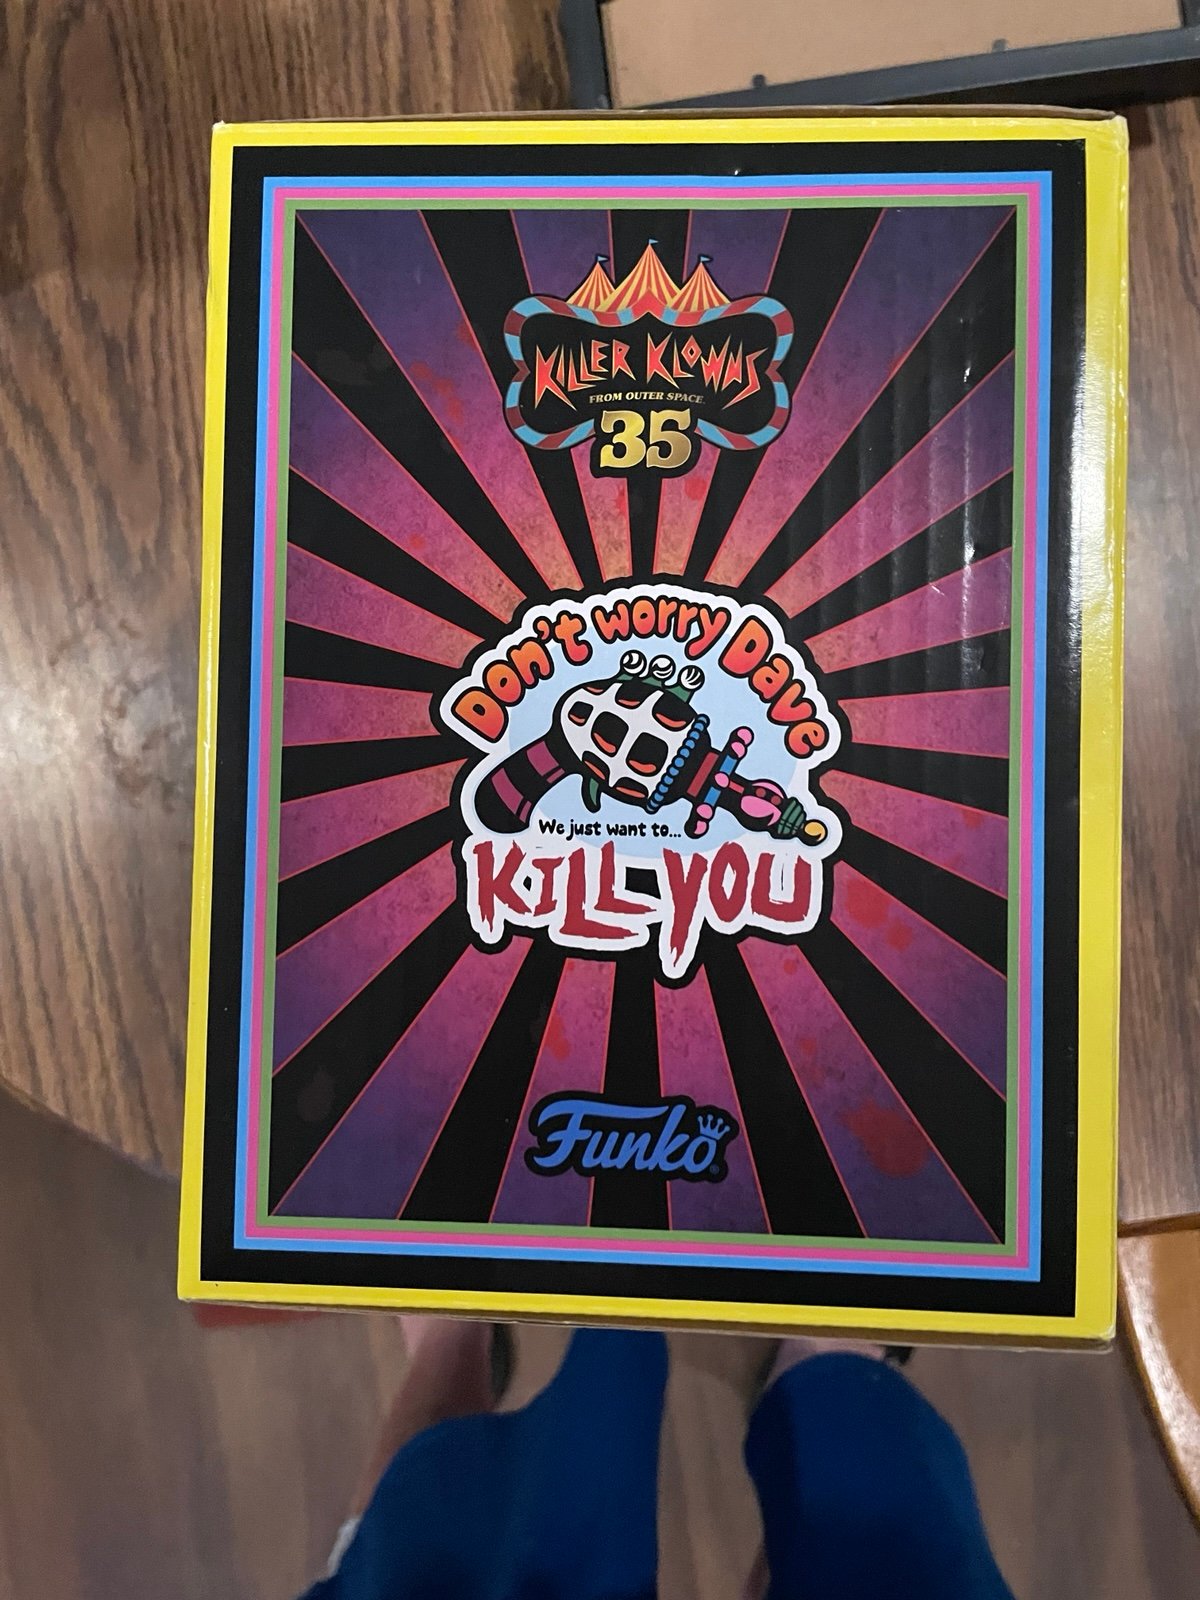 KILLER KLOWNS
FROM OUTER SPACE
35
Don't worry Dave
We just want to...
KILL YOU
Funko®